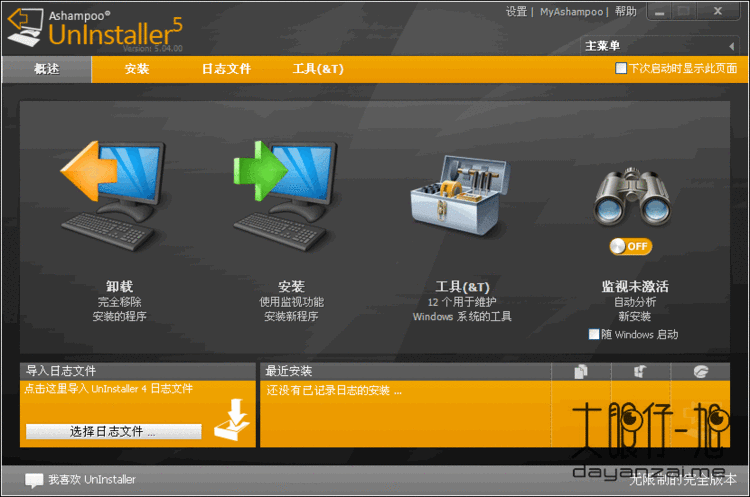 Ashampoo®
UnInstaller 5
Version: 5.04.00
设置 | MyAshampoo | 帮助
主菜单
概述
安装
日志文件
工具(&T)
下次启动时显示此页面
OFF
卸载
完全移除
安装的程序
安装
使用监视功能
安装新程序
工具(&T)
12 个用于维护
Windows 系统的工具
监视未激活
自动分析
新安装
随 Windows 启动
导入日志文件
点击这里导入 UnInstaller 4 日志文件
选择日志文件 ...
最近安装
还没有已记录日志的安装 ...
大眼仔~旭
dayanzai.me
我喜欢 UnInstaller
无限制的完全版本